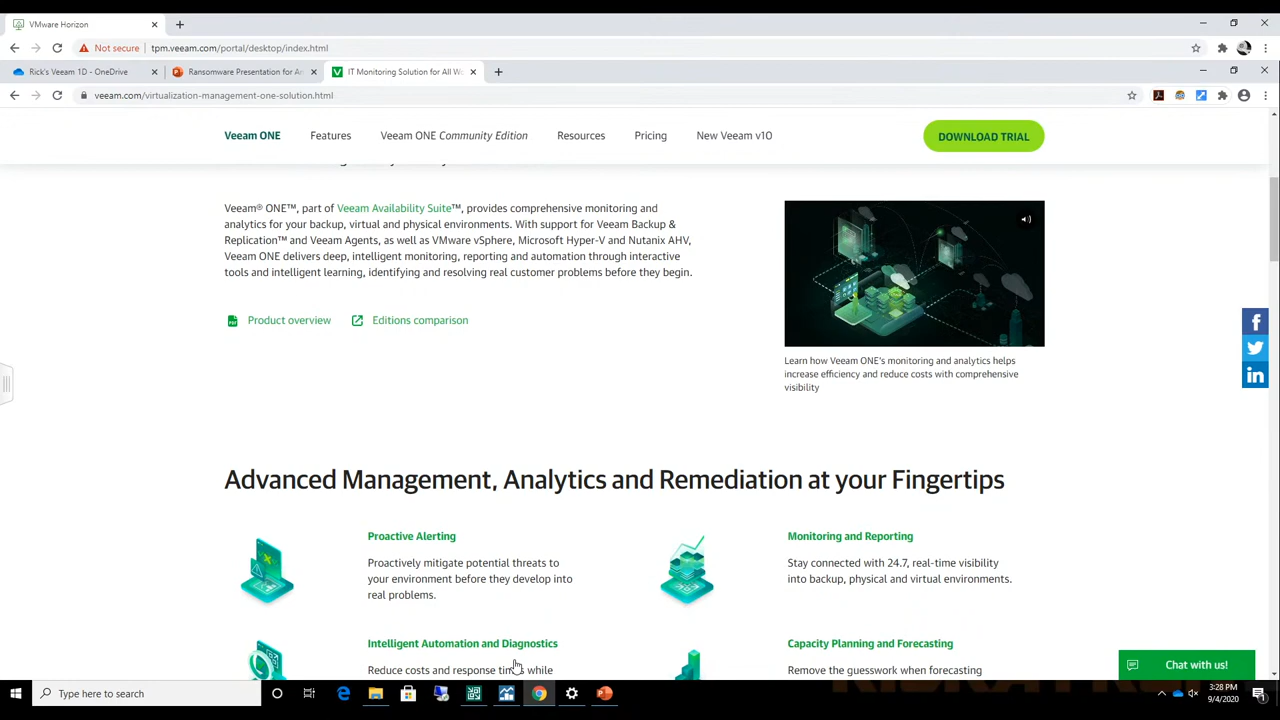 VMware Horizon
Not secure
tpm.veeam.com/portal/desktop/index.html
Rick's Veeam 1D - OneDrive
Ransomware Presentation for Ar
IT Monitoring Solution for All W
veeam.com/virtualization-management-one-solution.html
Veeam ONE
Features
Veeam ONE Community Edition
Resources
Pricing
New Veeam v10
DOWNLOAD TRIAL
Veeam® ONE™, part of Veeam Availability Suite™, provides comprehensive monitoring and
analytics for your backup, virtual and physical environments. With support for Veeam Backup &
Replication™ and Veeam Agents, as well as VMware vSphere, Microsoft Hyper-V and Nutanix AHV,
Veeam ONE delivers deep, intelligent monitoring, reporting and automation through interactive
tools and intelligent learning, identifying and resolving real customer problems before they begin.
Product overview
Editions comparison
Learn how Veeam ONE's monitoring and analytics helps
increase efficiency and reduce costs with comprehensive
visibility
Advanced Management, Analytics and Remediation at your Fingertips
Proactive Alerting
Proactively mitigate potential threats to
your environment before they develop into
real problems.
Monitoring and Reporting
Stay connected with 24.7, real-time visibility
into backup, physical and virtual environments.
Intelligent Automation and Diagnostics
Reduce costs and response times while
Capacity Planning and Forecasting
Remove the guesswork when forecasting
Chat with us!
Type here to search
3:28 PM
9/4/2020